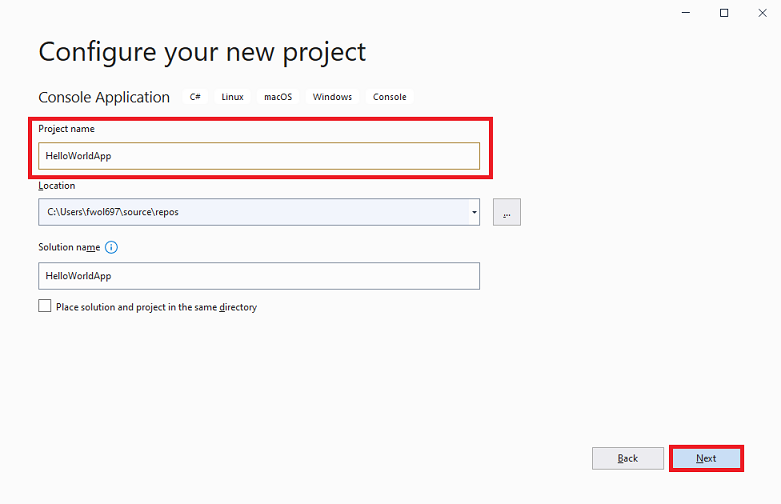 Configure your new project
Console Application C# Linux macOS Windows Console
Project name
HelloWorldApp
Location
C:\Users\fwol697\source\repos
...
Solution name
HelloWorldApp
Place solution and project in the same directory
Back Next